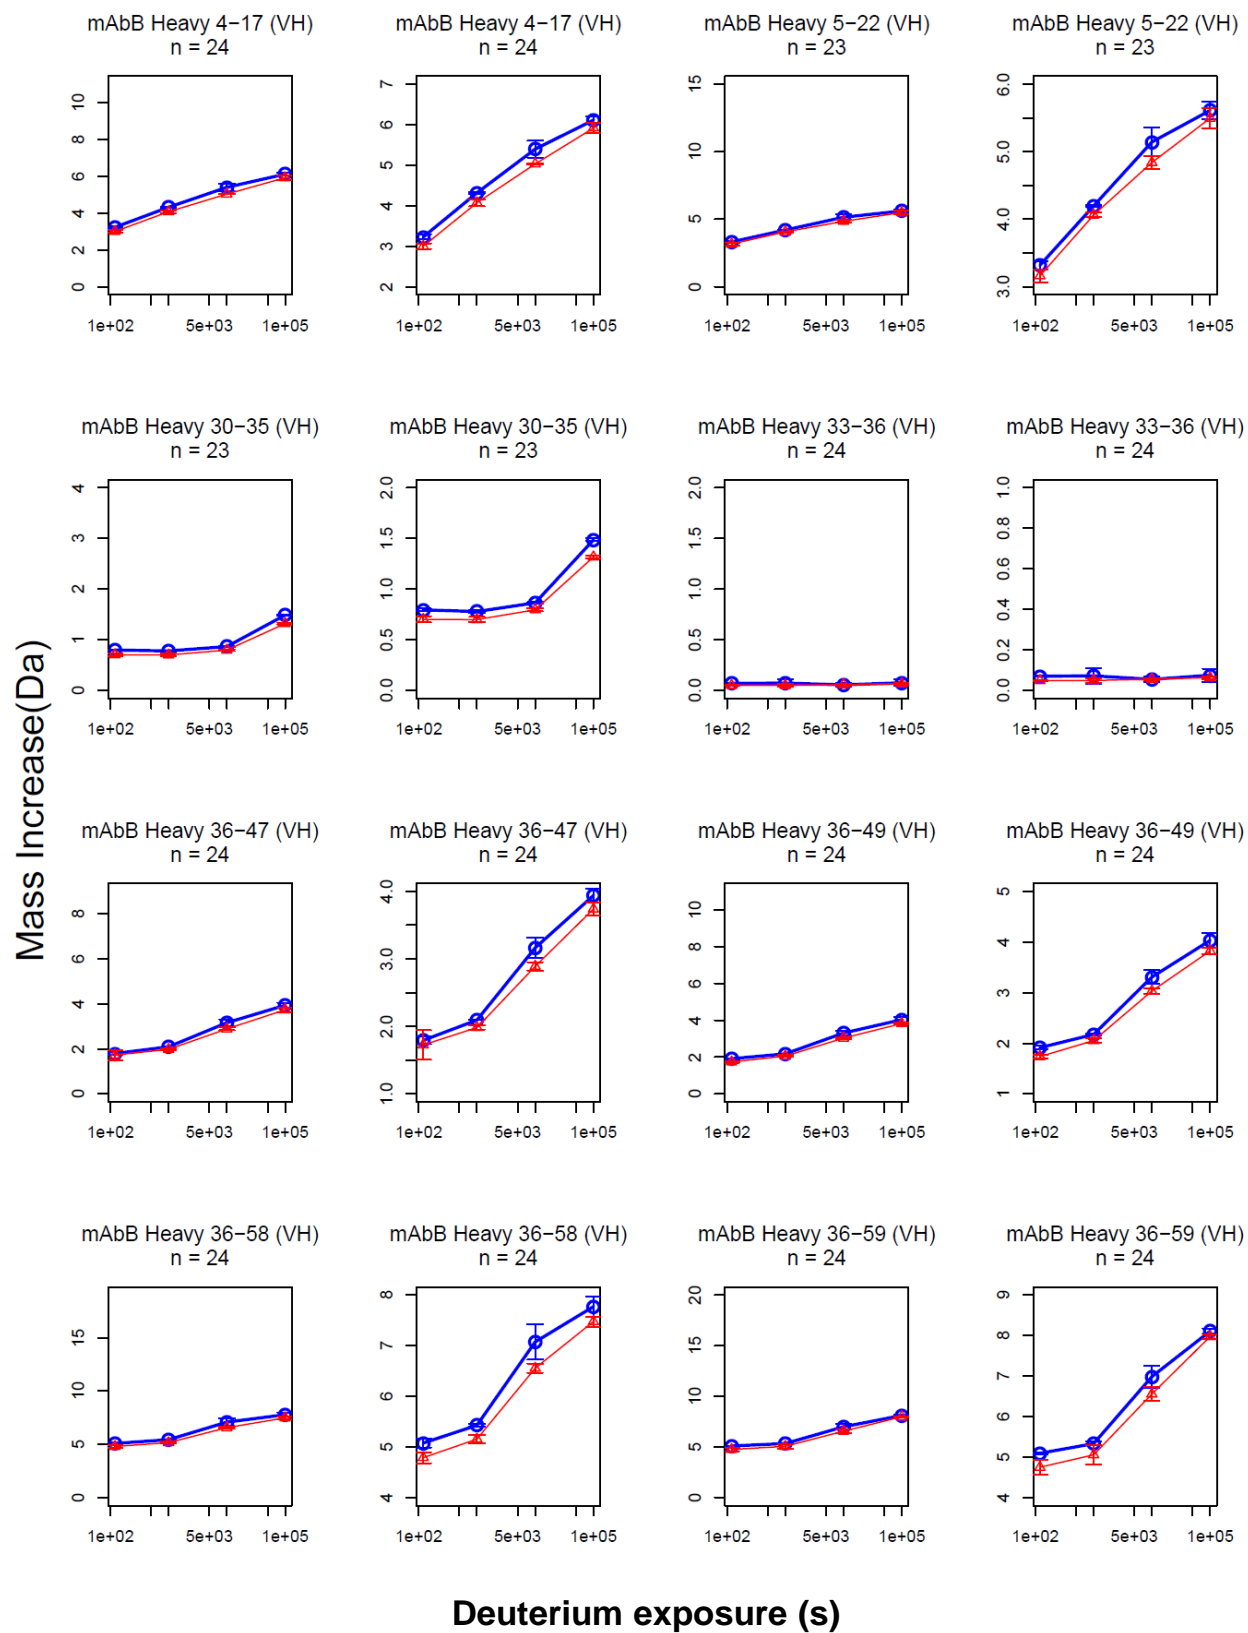 mAbB Heavy 4−17 (VH)
n = 24
mAbB Heavy 4−17 (VH)
n = 24
mAbB Heavy 5−22 (VH)
n = 23
mAbB Heavy 5−22 (VH)
n = 23
0 2 4 6 8 10
2 3 4 5 6 7
0 5 10 15
3.0 4.0 5.0 6.0
1e+02 5e+03 1e+05
1e+02 5e+03 1e+05
1e+02 5e+03 1e+05
1e+02 5e+03 1e+05
mAbB Heavy 30−35 (VH)
n = 23
mAbB Heavy 30−35 (VH)
n = 23
mAbB Heavy 33−36 (VH)
n = 24
mAbB Heavy 33−36 (VH)
n = 24
0 1 2 3 4
0.0 0.5 1.0 1.5 2.0
0.0 0.5 1.0 1.5 2.0
0.0 0.2 0.4 0.6 0.8 1.0
1e+02 5e+03 1e+05
1e+02 5e+03 1e+05
1e+02 5e+03 1e+05
1e+02 5e+03 1e+05
Mass Increase(Da)
mAbB Heavy 36−47 (VH)
n = 24
mAbB Heavy 36−47 (VH)
n = 24
mAbB Heavy 36−49 (VH)
n = 24
mAbB Heavy 36−49 (VH)
n = 24
0 2 4 6 8
1.0 2.0 3.0 4.0
0 2 4 6 8 10
1 2 3 4 5
1e+02 5e+03 1e+05
1e+02 5e+03 1e+05
1e+02 5e+03 1e+05
1e+02 5e+03 1e+05
mAbB Heavy 36−58 (VH)
n = 24
mAbB Heavy 36−58 (VH)
n = 24
mAbB Heavy 36−59 (VH)
n = 24
mAbB Heavy 36−59 (VH)
n = 24
0 5 10 15
4 5 6 7 8
0 5 10 15 20
4 5 6 7 8 9
1e+02 5e+03 1e+05
1e+02 5e+03 1e+05
1e+02 5e+03 1e+05
1e+02 5e+03 1e+05
Deuterium exposure (s)